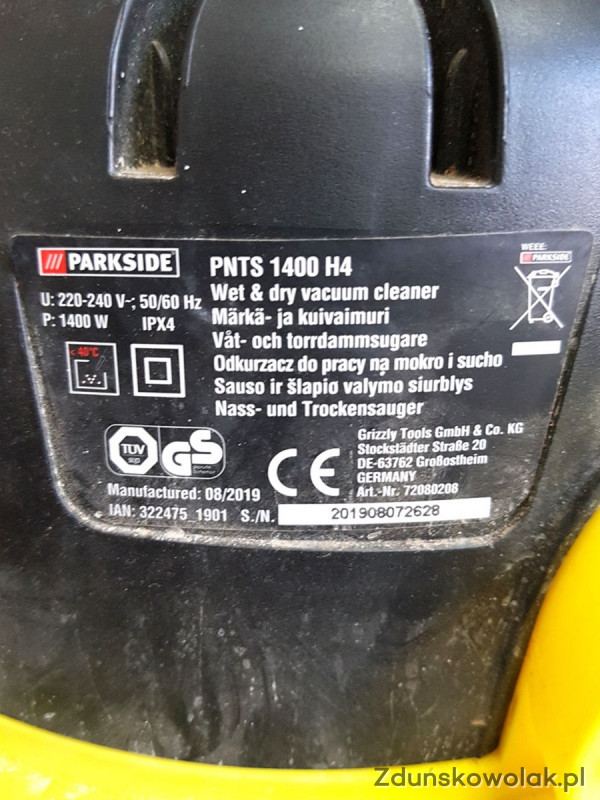 PARKSIDE
U: 220-240 V~; 50/60 Hz
P: 1400 W IPX4
< 40°C
PNTS 1400 H4
Wet & dry vacuum cleaner
Märkä- ja kuivaimuri
Våt- och torrdammsugare
Odkurzacz do pracy na mokro i sucho
Sauso ir šlapio valymo siurblys
Nass- und Trockensauger
WEEE:
PARKSIDE
TÜV
SÜD
GS
CE
Grizzly Tools GmbH & Co. KG
Stockstädter Straße 20
DE-63762 Großostheim
GERMANY
Art.-Nr. 72080208
Manufactured: 08/2019
IAN: 322475_1901 S./N. 201908072628
Zdunskowolak.pl